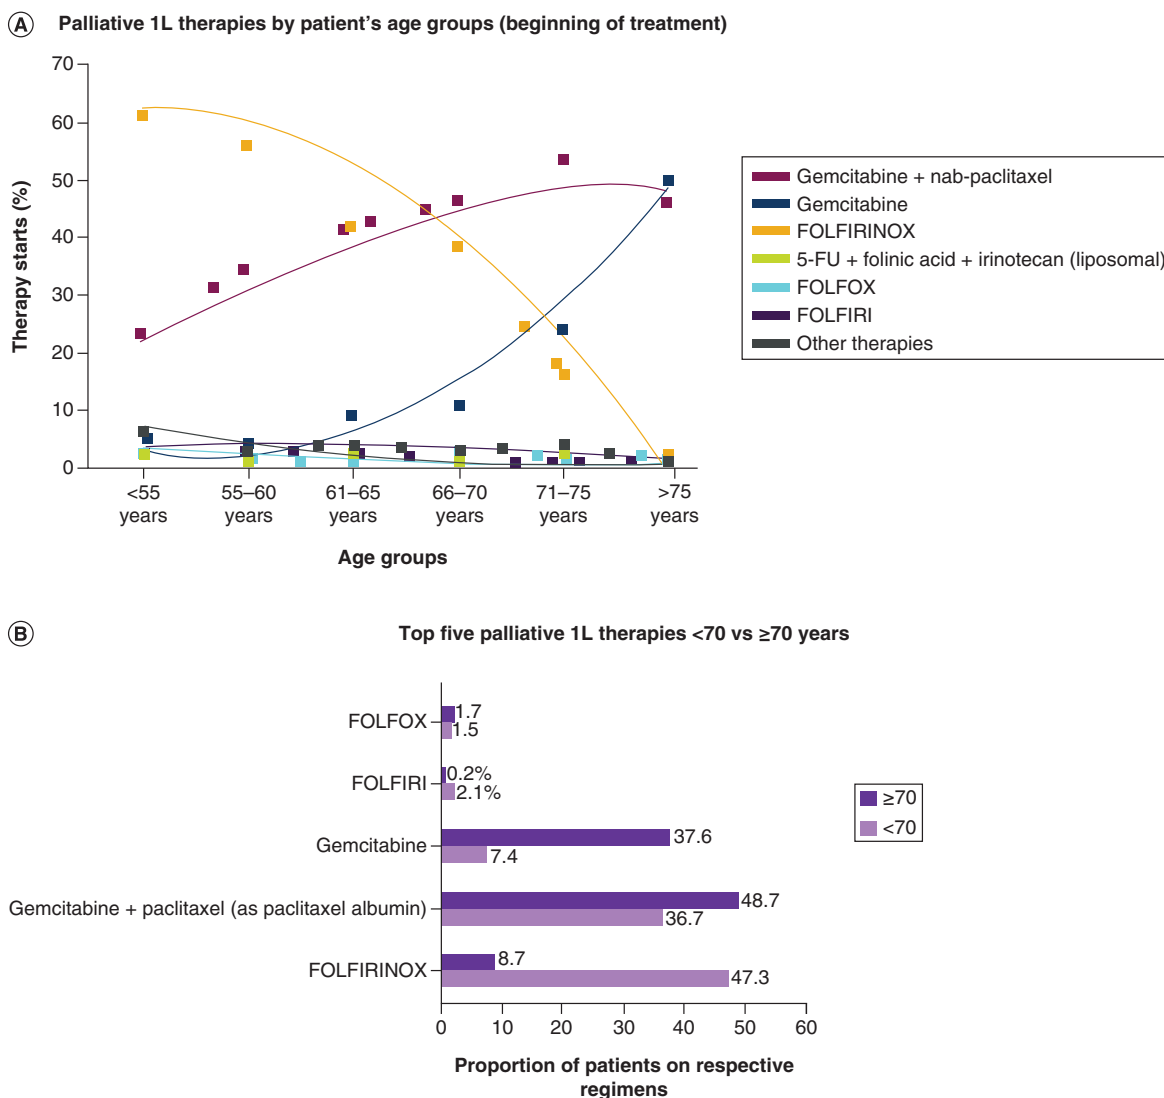 A Palliative 1L therapies by patient's age groups (beginning of treatment)
70
60
50
40
30
20
10
0
Therapy starts (%)
<55 years
55–60 years
61–65 years
66–70 years
71–75 years
>75 years
Age groups
Gemcitabine + nab-paclitaxel
Gemcitabine
FOLFIRINOX
5-FU + folinic acid + irinotecan (liposomal)
FOLFOX
FOLFIRI
Other therapies
B Top five palliative 1L therapies <70 vs ≥70 years
FOLFOX
1.7
1.5
FOLFIRI
0.2%
2.1%
Gemcitabine
37.6
7.4
Gemcitabine + paclitaxel (as paclitaxel albumin)
48.7
36.7
FOLFIRINOX
8.7
47.3
0 10 20 30 40 50 60
Proportion of patients on respective
regimens
≥70
<70